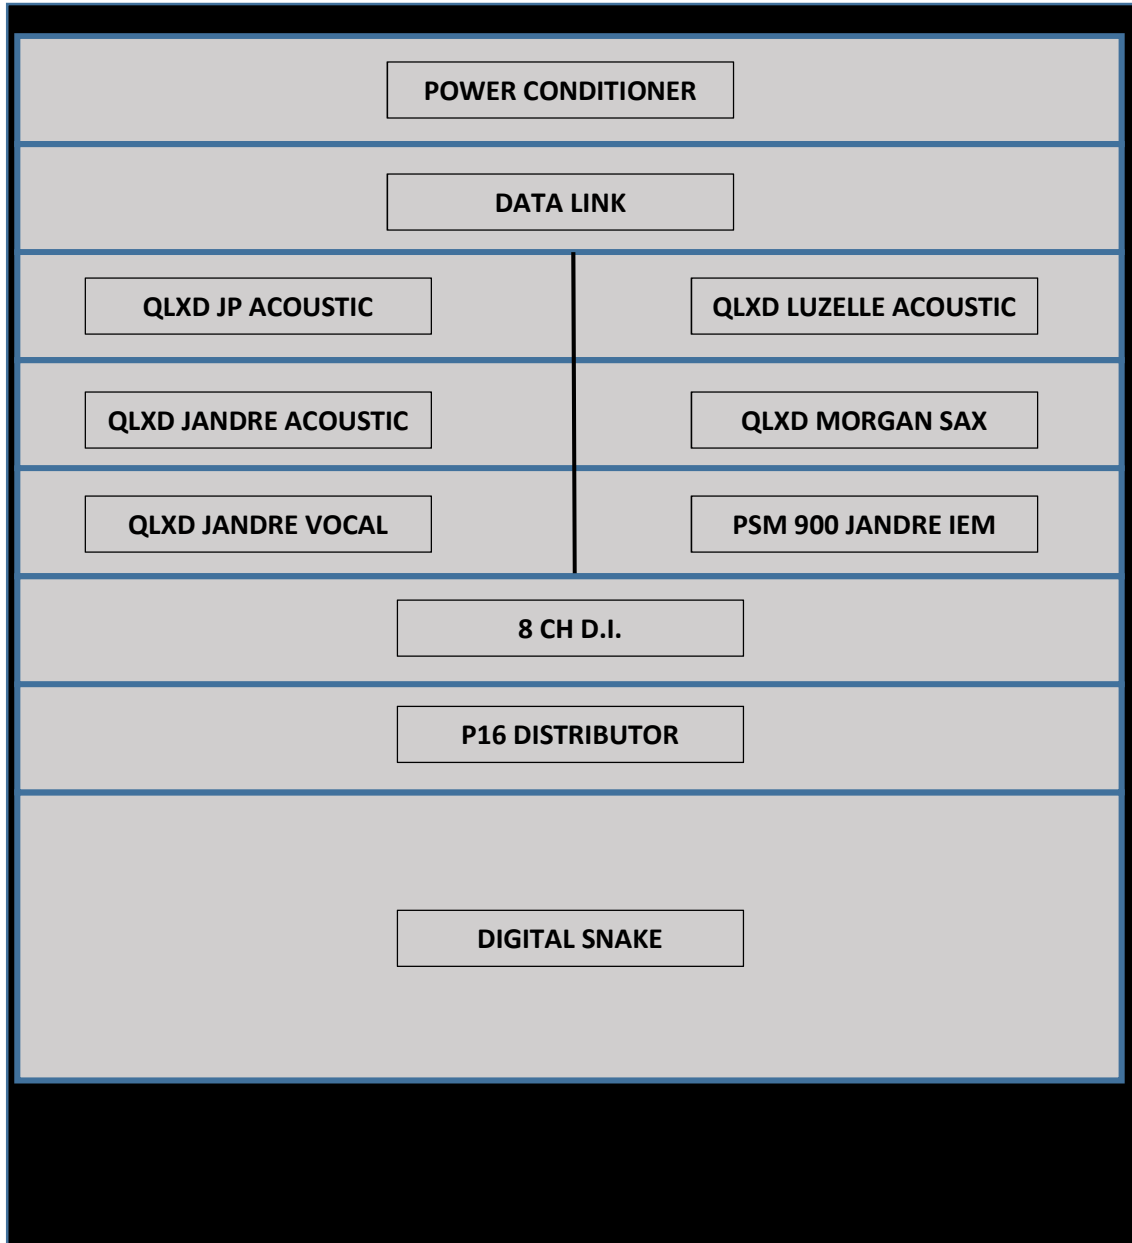 POWER CONDITIONER
DATA LINK
QLXD JP ACOUSTIC
QLXD LUZELLE ACOUSTIC
QLXD JANDRE ACOUSTIC
QLXD MORGAN SAX
QLXD JANDRE VOCAL
PSM 900 JANDRE IEM
8 CH D.I.
P16 DISTRIBUTOR
DIGITAL SNAKE